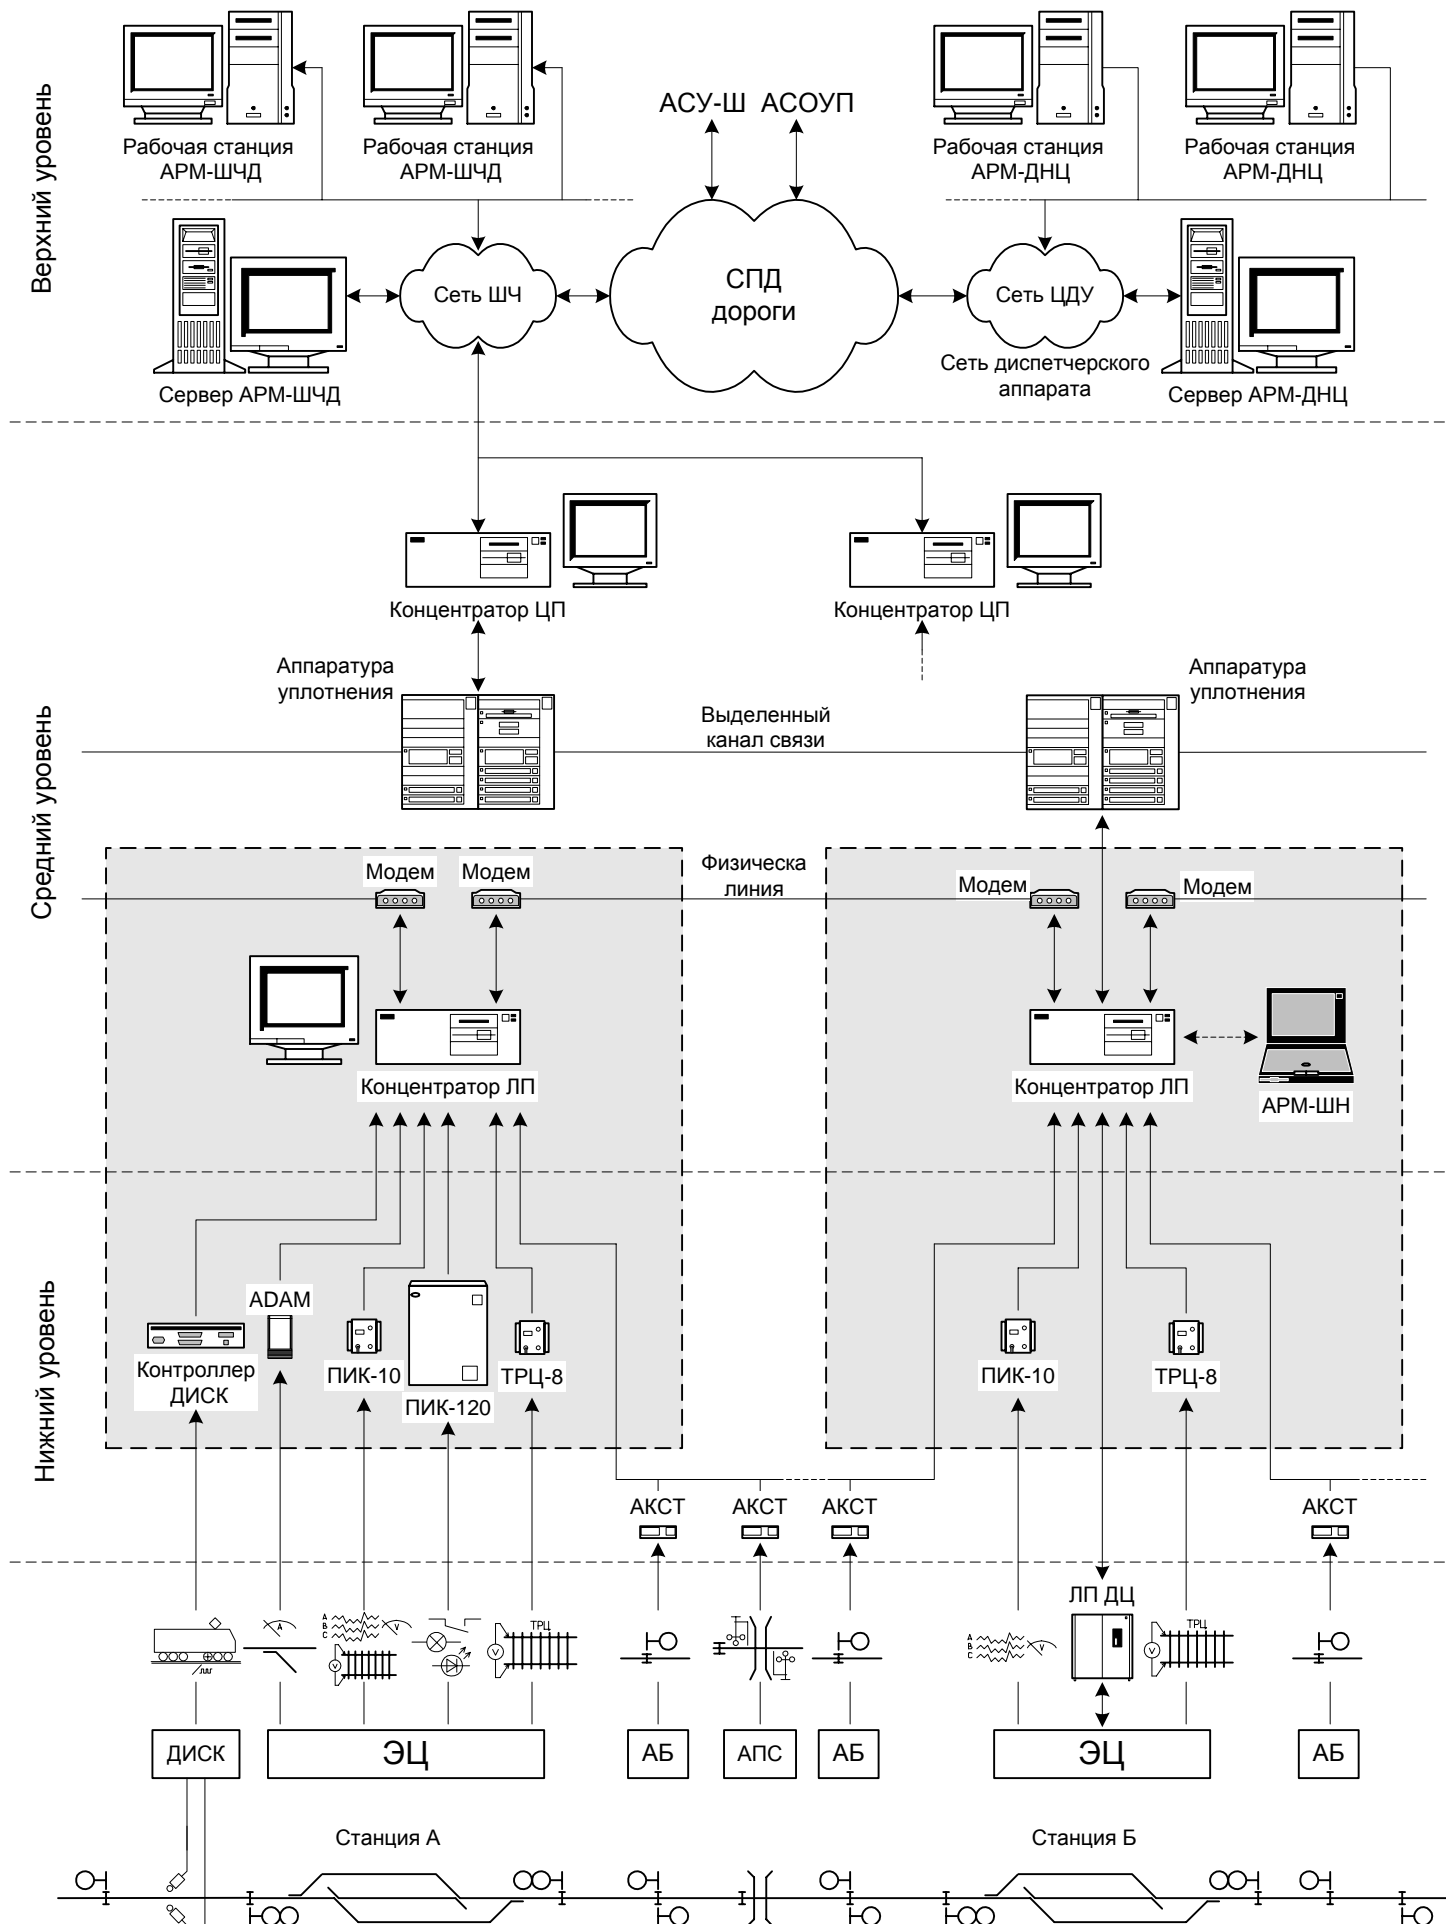 Верхний уровень
Рабочая станция
АРМ-ШЧД
Рабочая станция
АРМ-ШЧД
АСУ-Ш АСОУП
Рабочая станция
АРМ-ДНЦ
Рабочая станция
АРМ-ДНЦ
Сеть ШЧ
СПД
дороги
Сеть ЦДУ
Сервер АРМ-ШЧД
Сеть диспетчерского
аппарата
Сервер АРМ-ДНЦ
Средний уровень
Концентратор ЦП
Концентратор ЦП
Аппаратура
уплотнения
Выделенный
канал связи
Аппаратура
уплотнения
Модем
Модем
Физическа
линия
Модем
Модем
Концентратор ЛП
Концентратор ЛП
АРМ-ШН
Нижний уровень
Контроллер
ДИСК
ADAM
ПИК-10
ПИК-120
ТРЦ-8
ПИК-10
ТРЦ-8
АКСТ
АКСТ
АКСТ
АКСТ
ЛП ДЦ
A
A
B
C
V
V
V
ТРЦ
A
B
C
V
V
ТРЦ
ДИСК
ЭЦ
АБ
АПС
АБ
ЭЦ
АБ
Станция А
Станция Б